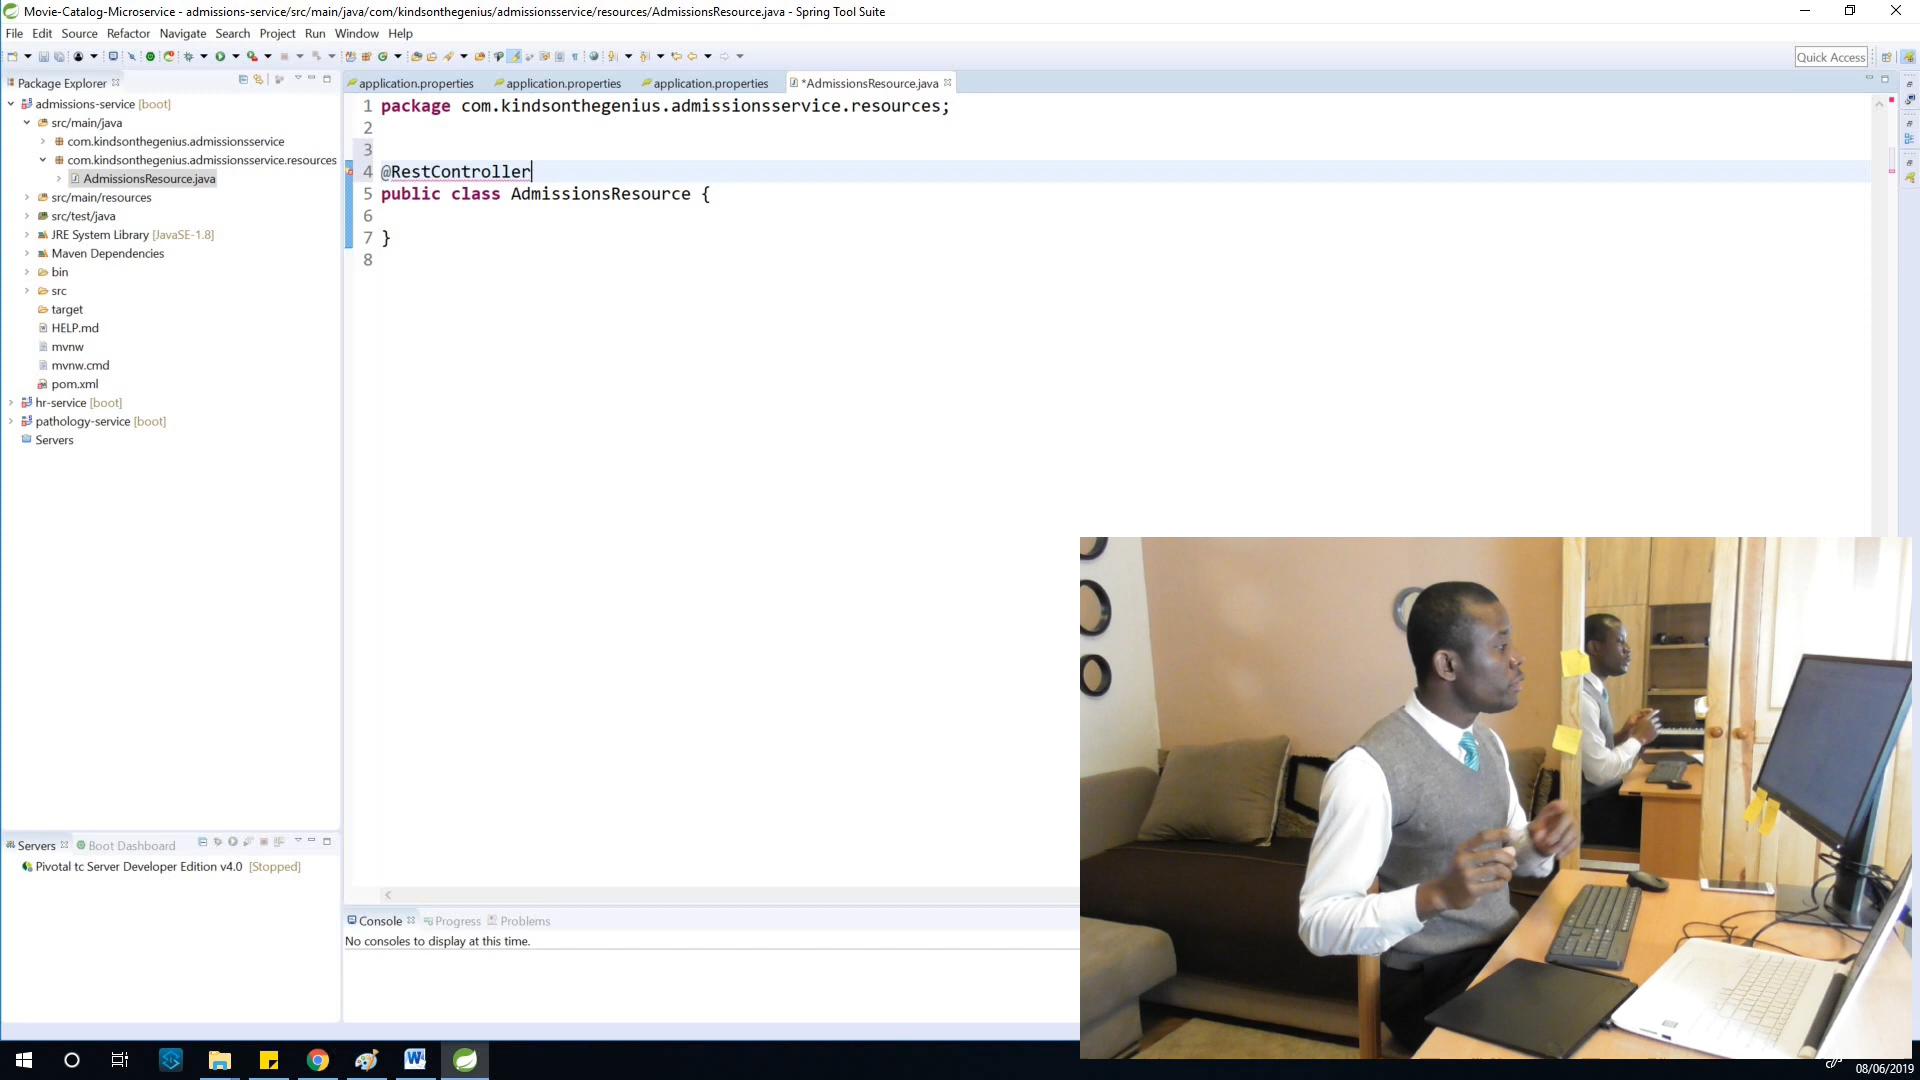 Movie-Catalog-Microservice - admissions-service/src/main/java/com/kindsonthegenius/admissionsservice/resources/AdmissionsResource.java - Spring Tool Suite
File Edit Source Refactor Navigate Search Project Run Window Help
Quick Access
Package Explorer
admissions-service [boot]
src/main/java
com.kindsonthegenius.admissionsservice
com.kindsonthegenius.admissionsservice.resources
AdmissionsResource.java
src/main/resources
src/test/java
JRE System Library [JavaSE-1.8]
Maven Dependencies
bin
src
target
HELP.md
mvnw
mvnw.cmd
pom.xml
hr-service [boot]
pathology-service [boot]
Servers
application.properties application.properties application.properties *AdmissionsResource.java
1 package com.kindsonthegenius.admissionsservice.resources;
2
3
4 @RestController
5 public class AdmissionsResource {
6
7 }
8
Servers Boot Dashboard
Pivotal tc Server Developer Edition v4.0 [Stopped]
Console Progress Problems
No consoles to display at this time.
08/06/2019